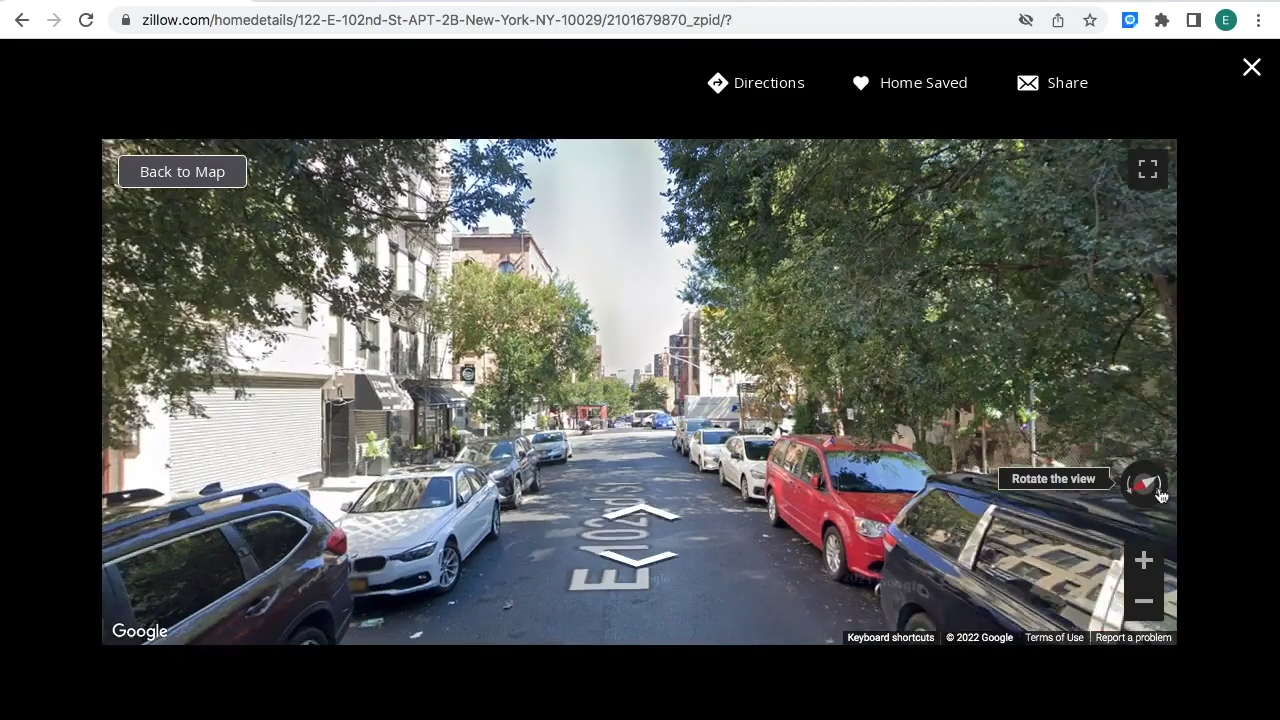 zillow.com/homedetails/122-E-102nd-St-APT-2B-New-York-NY-10029/2101679870_zpid/?
E
Directions
Home Saved
Share
Back to Map
Rotate the view
E 102nd
Google
Keyboard shortcuts
© 2022 Google
Terms of Use
Report a problem